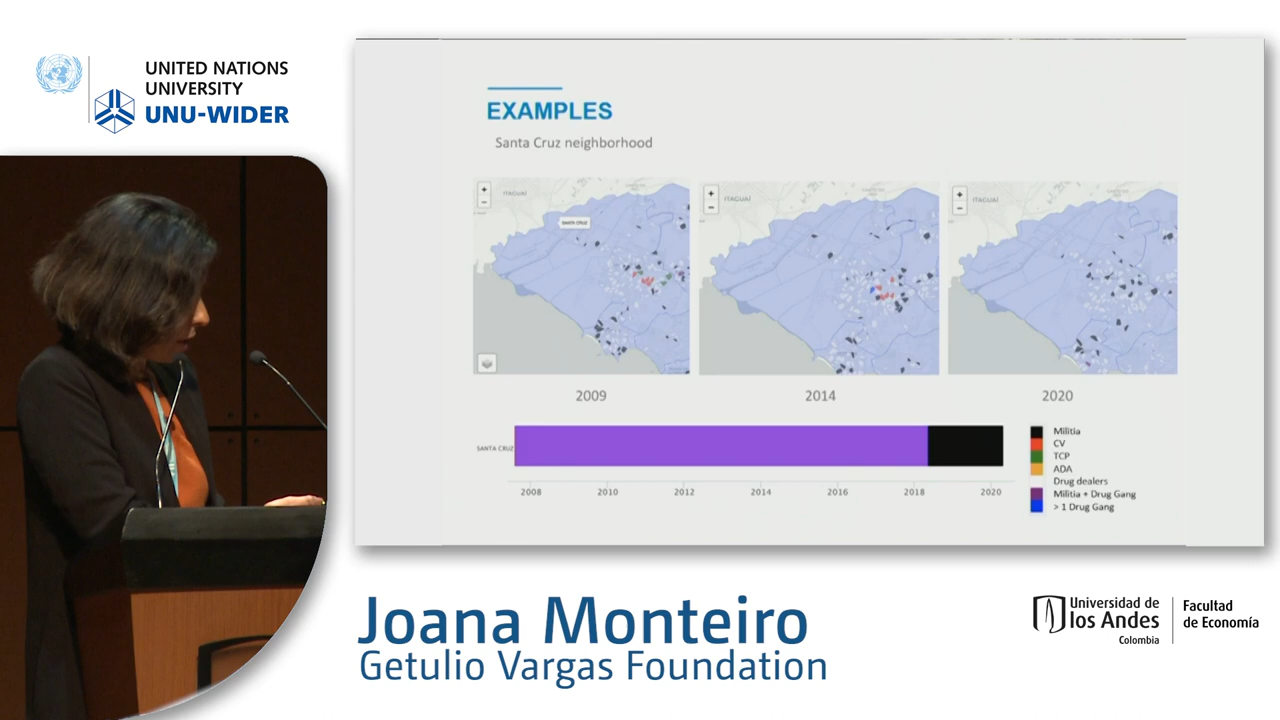 UNITED NATIONS
UNIVERSITY
UNU-WIDER
EXAMPLES
Santa Cruz neighborhood
ITAGUAÍ
SANTA CRUZ
ITAGUAÍ
ITAGUAÍ
2009
2014
2020
SANTA CRUZ
2008
2010
2012
2014
2016
2018
2020
Militia
CV
TCP
ADA
Drug dealers
Militia + Drug Gang
> 1 Drug Gang
Joana Monteiro
Getulio Vargas Foundation
Universidad de
los Andes
Colombia
Facultad
de Economía